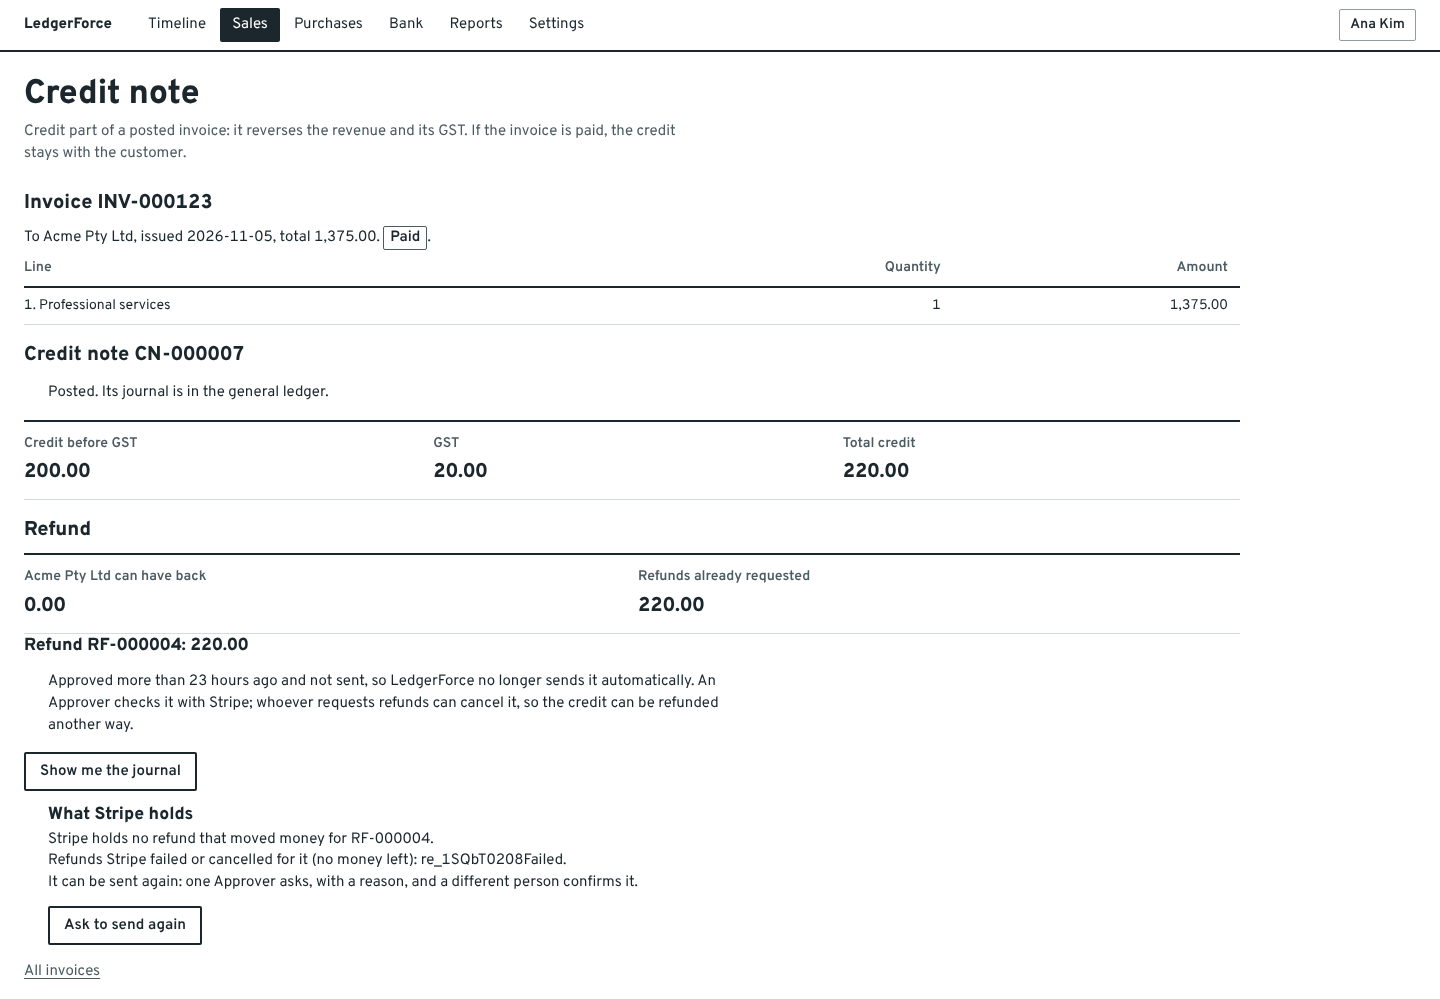 LedgerForce Timeline Sales Purchases Bank Reports Settings Ana Kim
Credit note
Credit part of a posted invoice: it reverses the revenue and its GST. If the invoice is paid, the credit
stays with the customer.
Invoice INV-000123
To Acme Pty Ltd, issued 2026-11-05, total 1,375.00. Paid.
Line Quantity Amount
1. Professional services 1 1,375.00
Credit note CN-000007
Posted. Its journal is in the general ledger.
Credit before GST GST Total credit
200.00 20.00 220.00
Refund
Acme Pty Ltd can have back Refunds already requested
0.00 220.00
Refund RF-000004: 220.00
Approved more than 23 hours ago and not sent, so LedgerForce no longer sends it automatically. An
Approver checks it with Stripe; whoever requests refunds can cancel it, so the credit can be refunded
another way.
Show me the journal
What Stripe holds
Stripe holds no refund that moved money for RF-000004.
Refunds Stripe failed or cancelled for it (no money left): re_1SQbT0208Failed.
It can be sent again: one Approver asks, with a reason, and a different person confirms it.
Ask to send again
All invoices